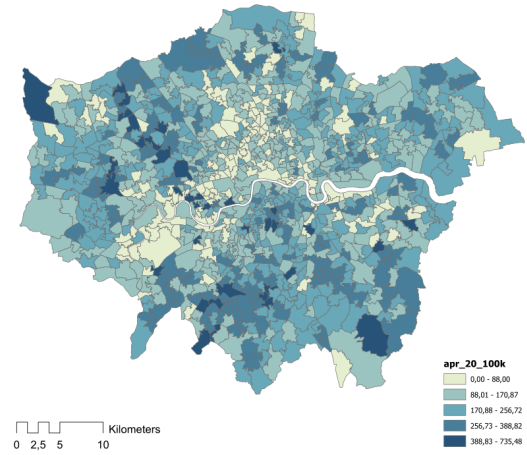 apr_20_100k
0,00 - 88,00
88,01 - 170,87
170,88 - 256,72
256,73 - 388,82
388,83 - 735,48
Kilometers
0 2,5 5 10